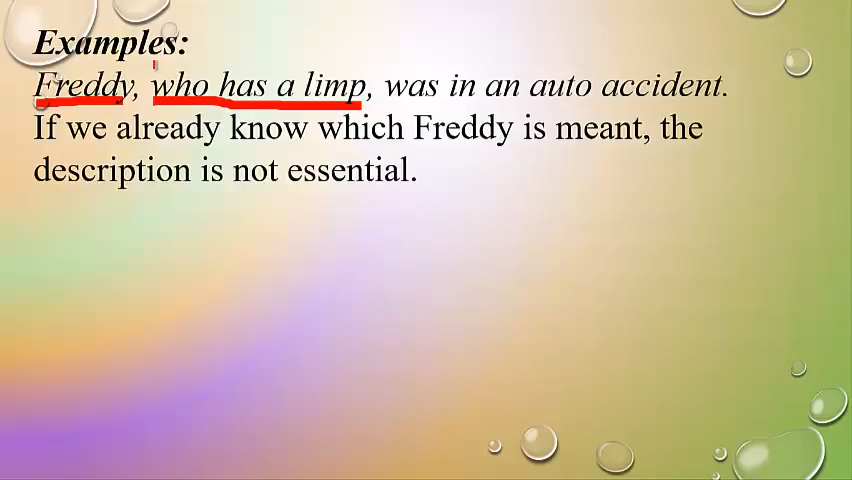 Examples:
Freddy, who has a limp, was in an auto accident.
If we already know which Freddy is meant, the
description is not essential.